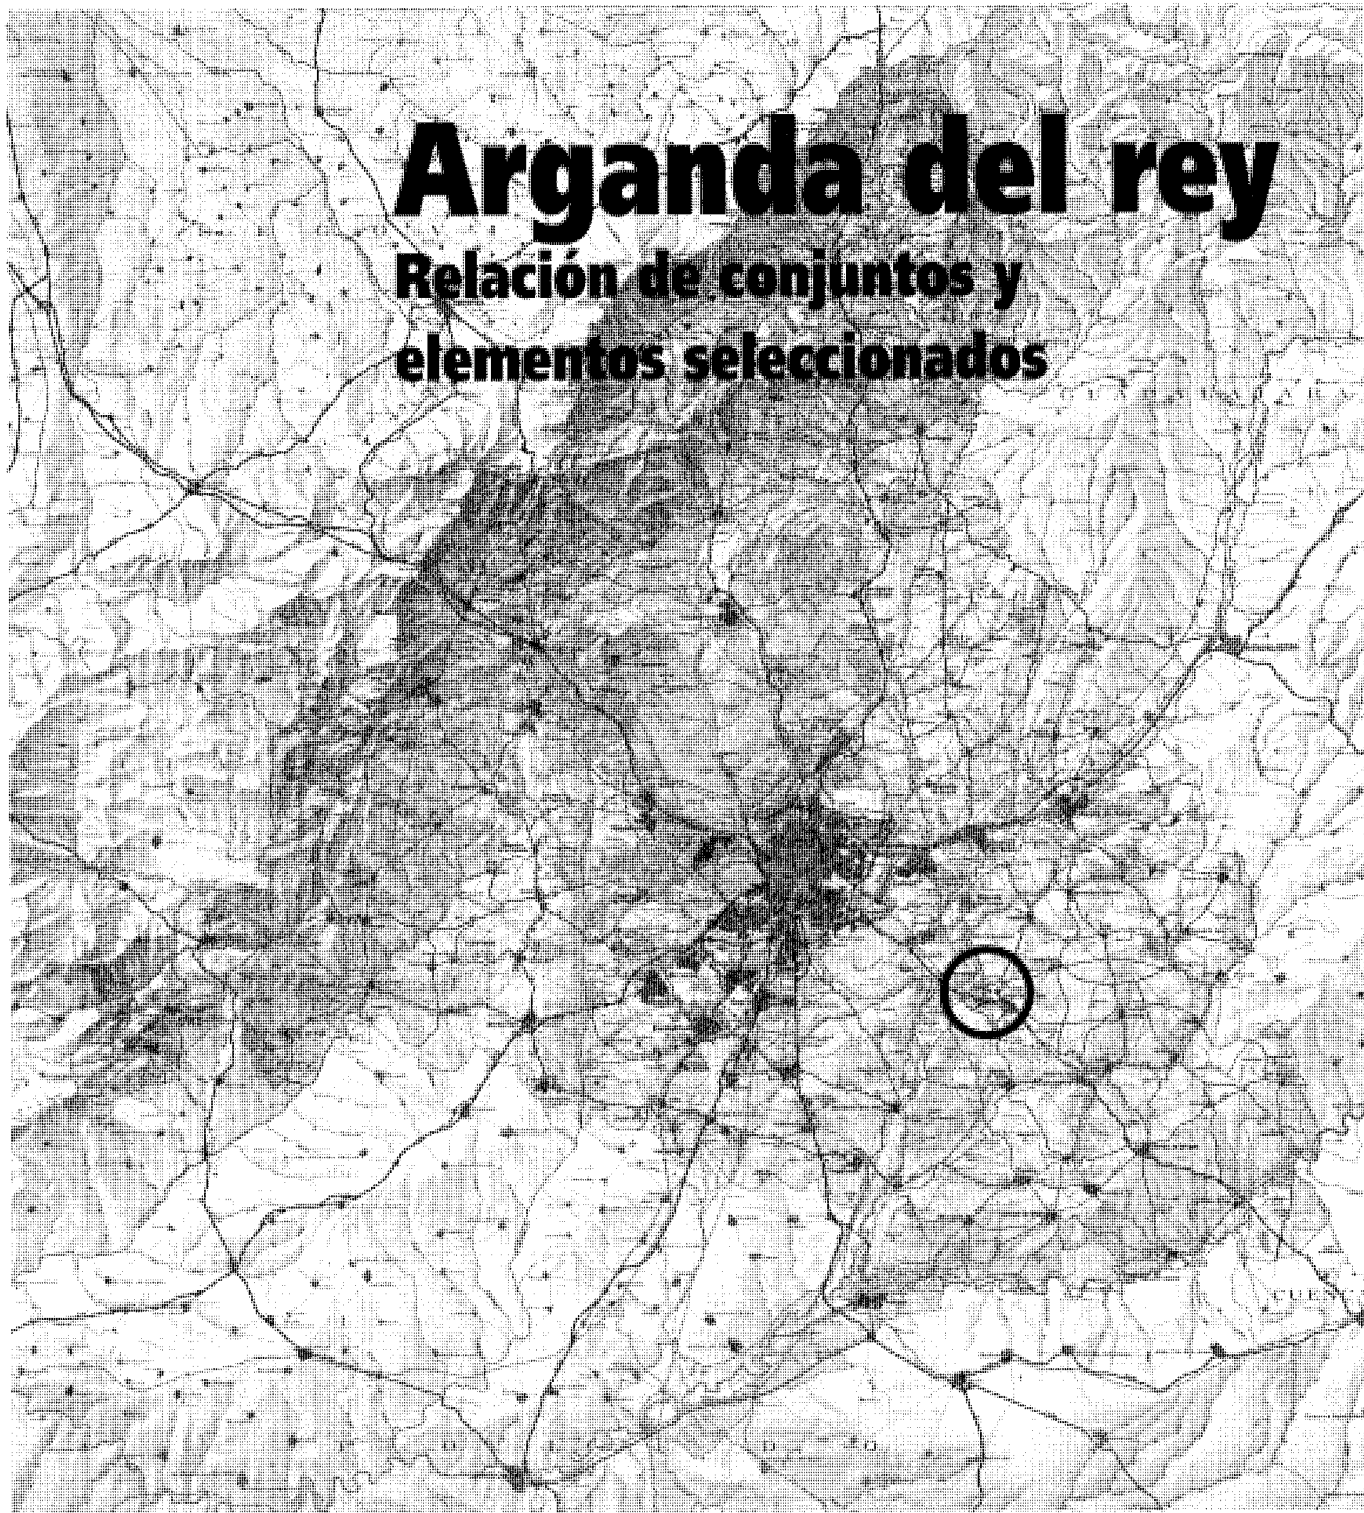 Arganda del rey
Relación de conjuntos y
elementos seleccionados